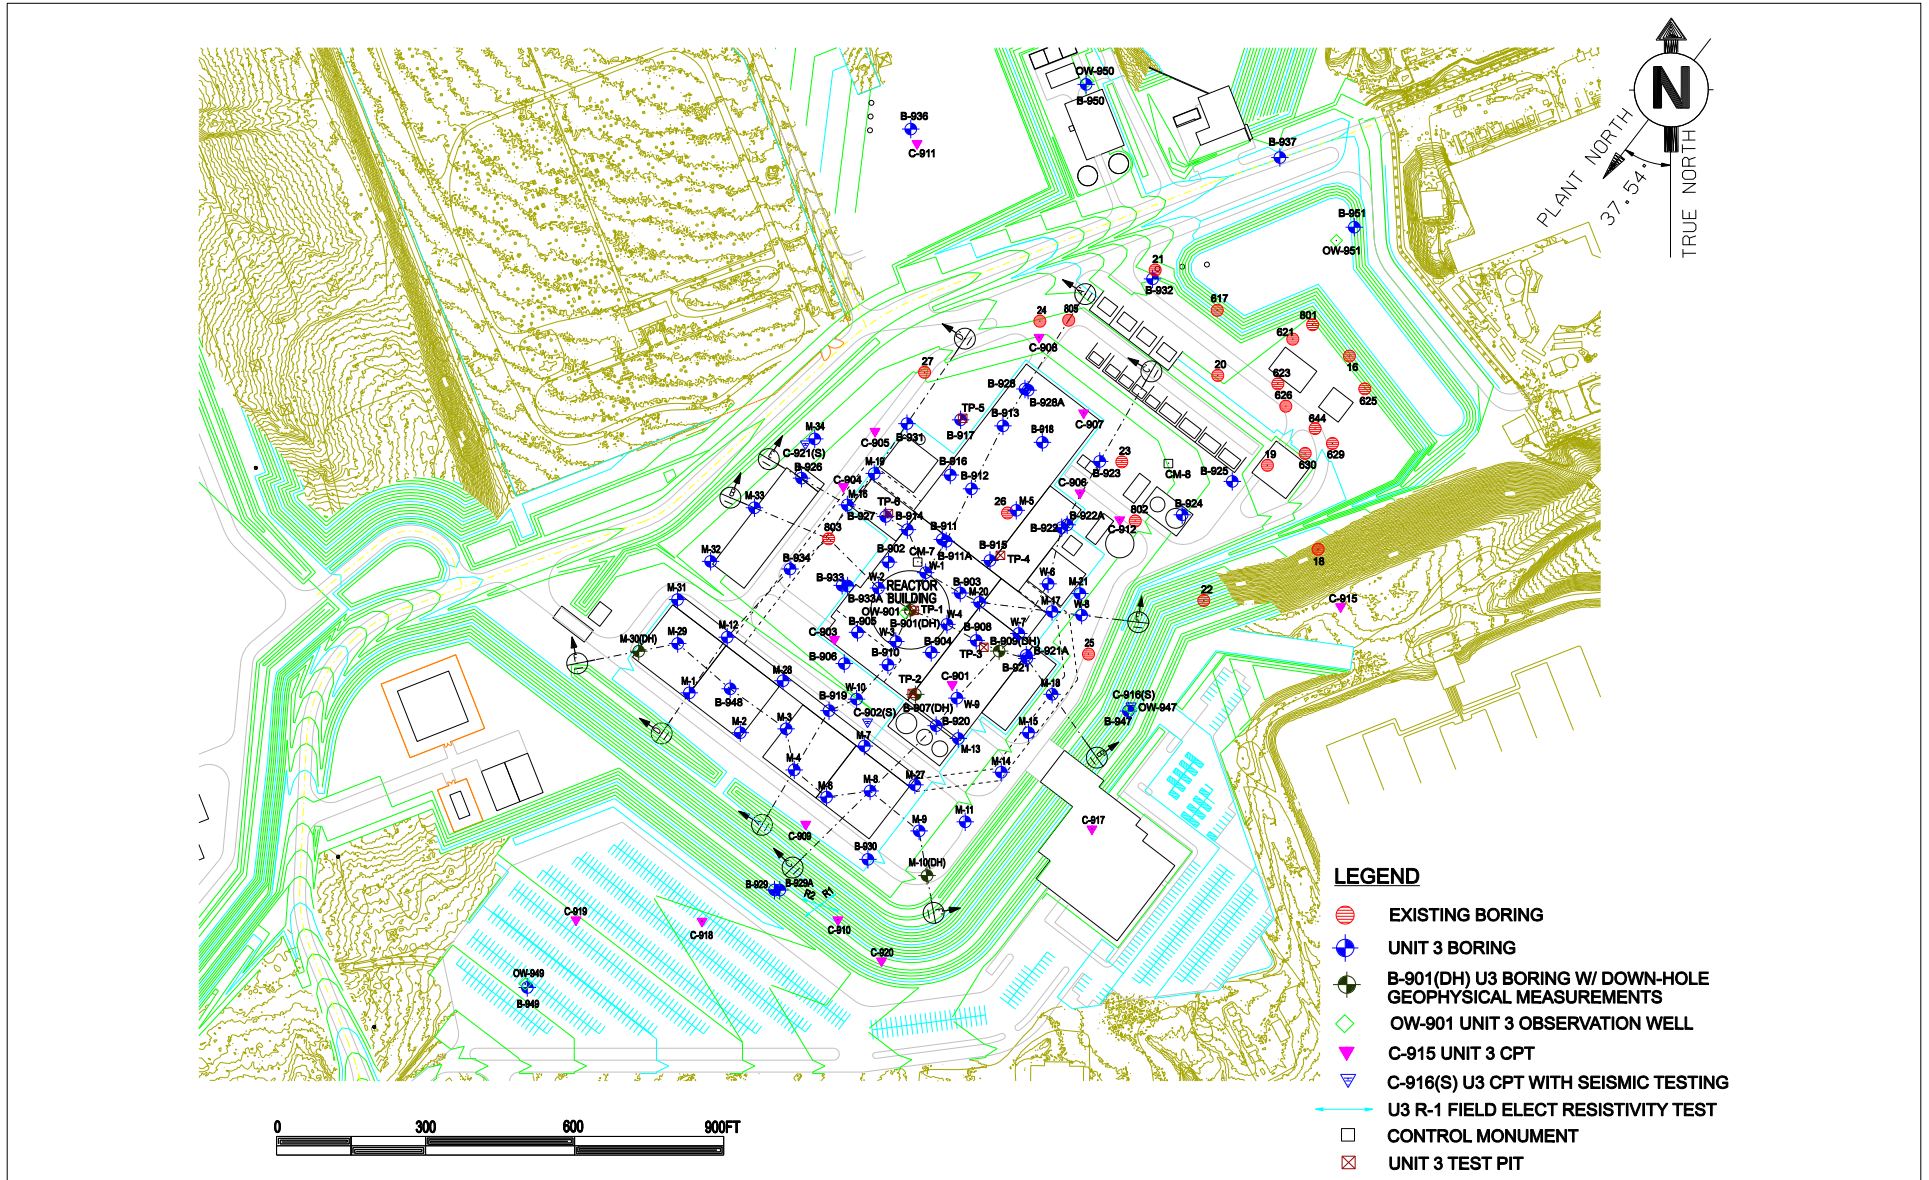 OW-950
B-950
B-936
C-911
B-937
N
PLANT NORTH
37.54°
TRUE NORTH
B-951
OW-951
21
B-932
617
24
805
801
621
C-908
16
27
20
623
625
626
B-928
B-928A
TP-5
B-913
B-917
C-907
644
M-34
C-905
B-931
B-918
629
C-921(S)
630
19
23
B-926
M-19
B-916
B-923
CM-6
B-925
C-904
B-912
C-906
M-33
M-16
TP-6
26
M-5
B-927
B-914
B-922A
802
B-924
B-922
C-912
803
B-911
B-911A
B-915
TP-4
18
M-32
B-934
B-902
CM-7
W-1
B-933
W-2
B-903
W-6
M-21
M-31
B-933A
REACTOR
BUILDING
M-20
22
C-915
OW-901
TP-1
M-17
W-8
B-901(DH)
W-4
B-905
M-12
C-903
W-3
B-908
W-7
M-30(DH)
M-29
B-904
B-909(DH)
TP-3
B-921A
B-921
25
B-906
B-910
M-28
TP-2
C-901
M-1
B-948
B-919
W-10
M-18
C-916(S)
OW-947
B-907(DH)
W-9
C-902(S)
B-947
M-2
M-3
B-920
M-15
M-7
M-13
M-4
M-14
M-6
M-8
M-27
C-909
M-9
M-11
C-917
B-930
M-10(DH)
B-929
B-929A
R2
R1
C-919
C-918
C-910
C-920
OW-949
B-949
LEGEND
EXISTING BORING
UNIT 3 BORING
B-901(DH) U3 BORING W/ DOWN-HOLE
GEOPHYSICAL MEASUREMENTS
OW-901 UNIT 3 OBSERVATION WELL
C-915 UNIT 3 CPT
C-916(S) U3 CPT WITH SEISMIC TESTING
U3 R-1 FIELD ELECT RESISTIVITY TEST
CONTROL MONUMENT
UNIT 3 TEST PIT
0 300 600 900FT